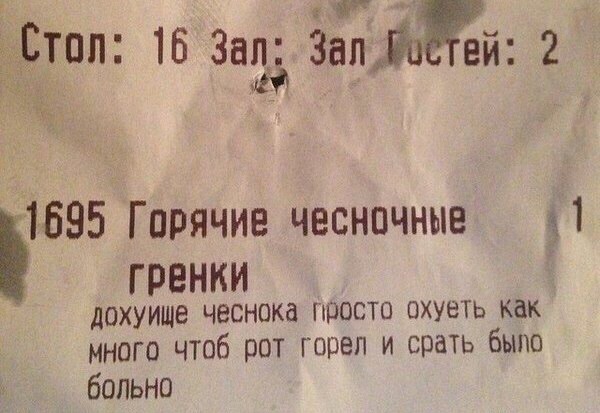 Стол: 16 Зал: Зал Гостей: 2
1695 Горячие чесночные 1
гренки
дохуище чеснока просто охуеть как
много чтоб рот горел и срать было
больно